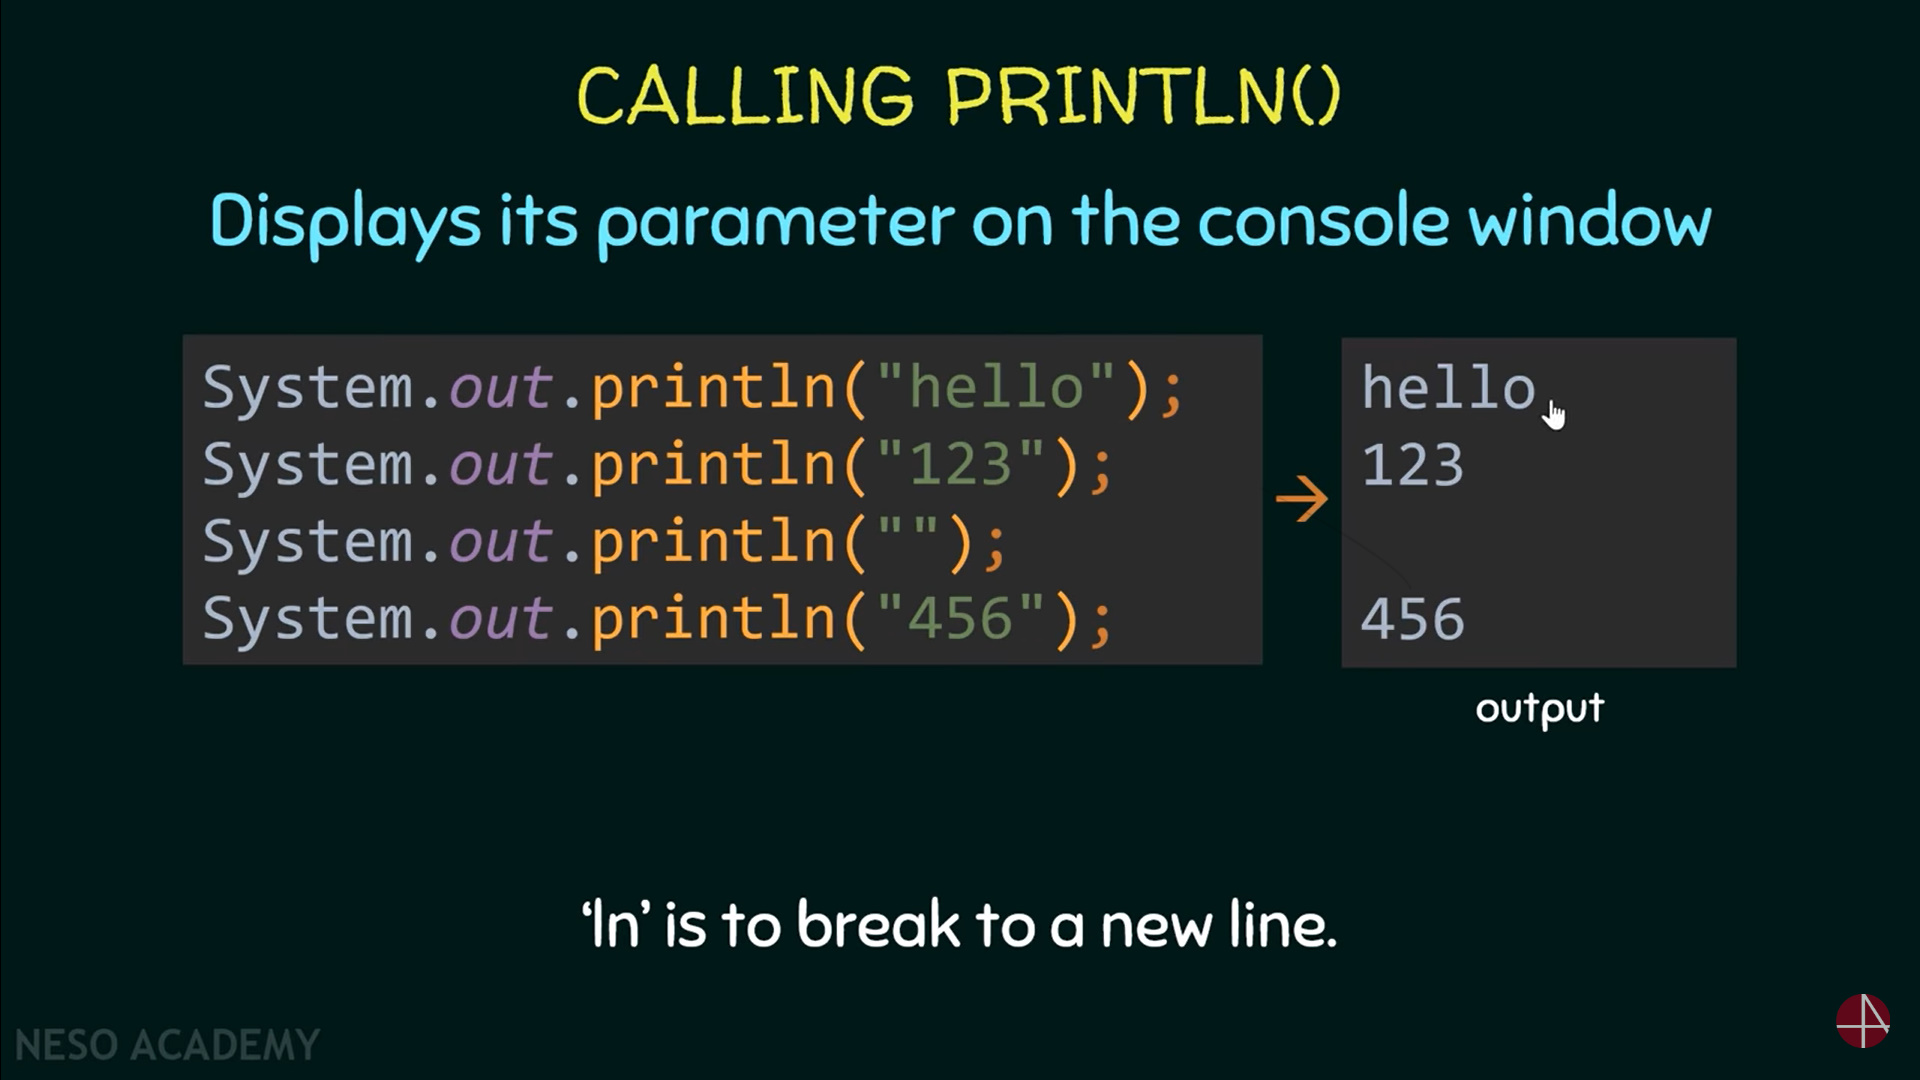 CALLING PRINTLN()
Displays its parameter on the console window
System.out.println("hello");
System.out.println("123");
System.out.println("");
System.out.println("456");
hello
123
456
output
‘ln’ is to break to a new line.
NESO ACADEMY